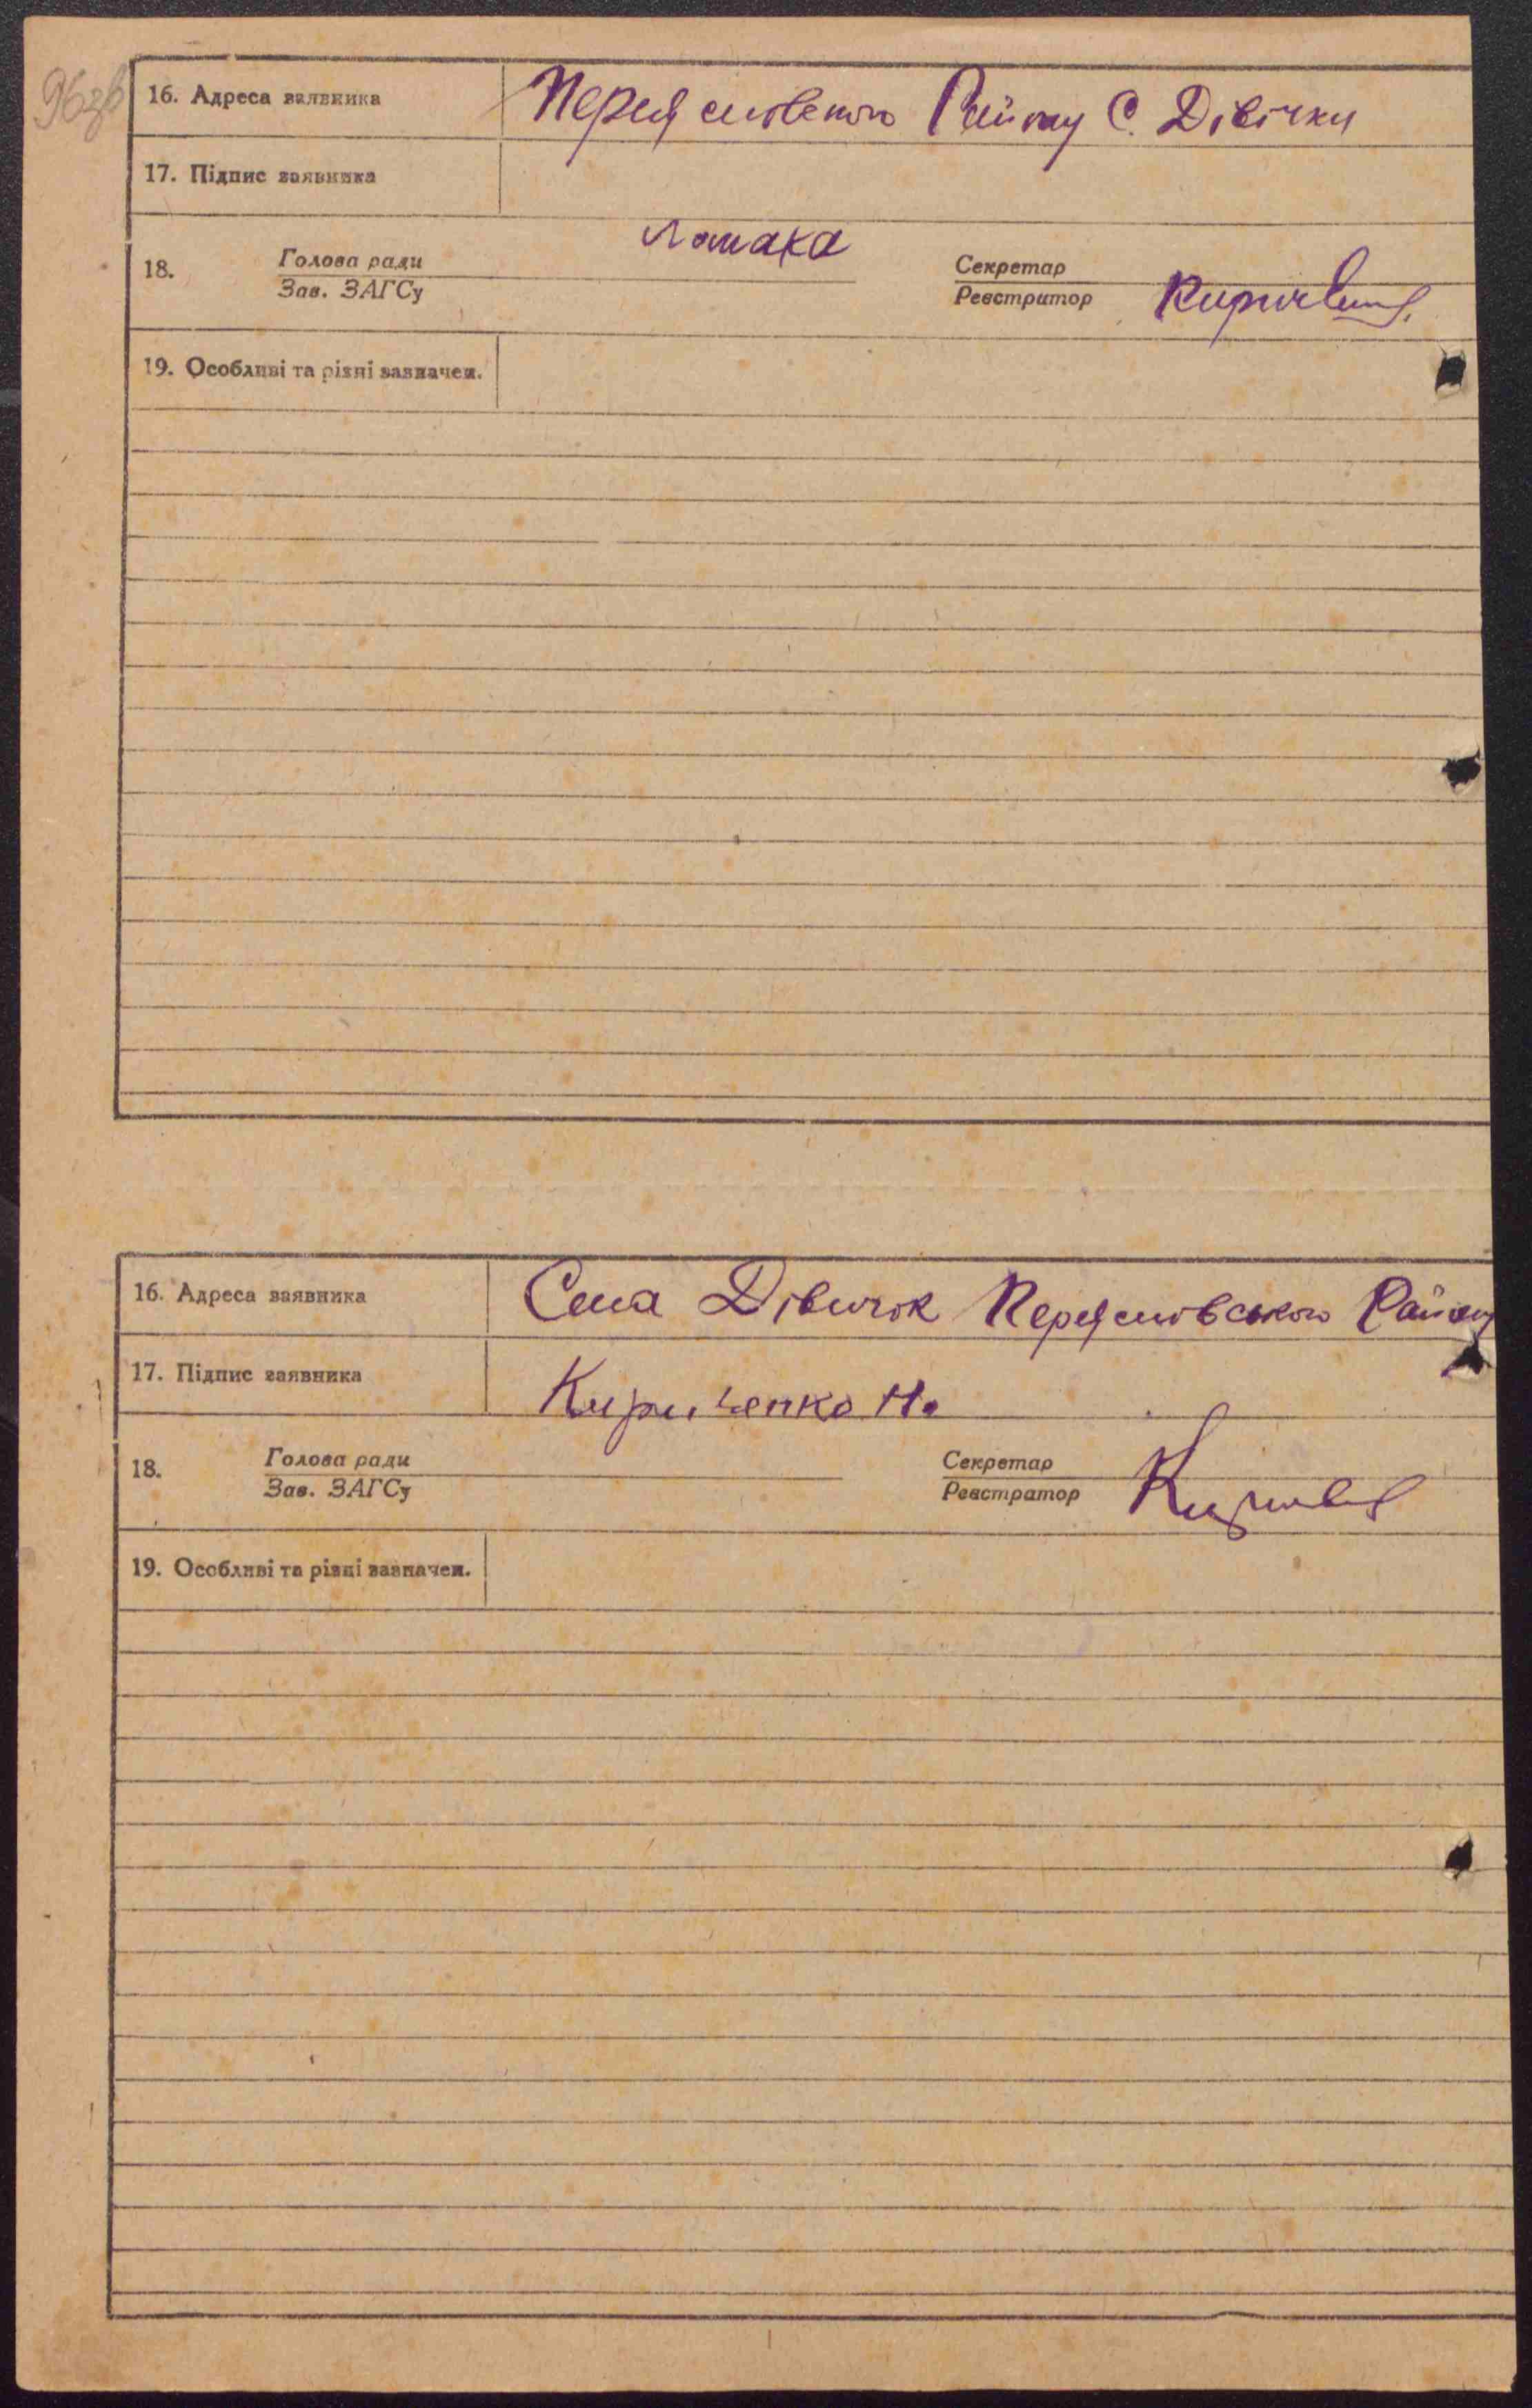 96зв
16. Адреса заявника Переяславського Району С. Дівічки
17. Підпис заявника
Лошака
18. Голова ради Секретар
Зав. ЗАГСу Реєстратор
19. Особливі та різні зазначен.
16. Адреса заявника Села Дівичок Переяславського Району
17. Підпис заявника Кириченко Н.
18. Голова ради Секретар
Зав. ЗАГСу Реєстратор
19. Особливі та різні зазначен.